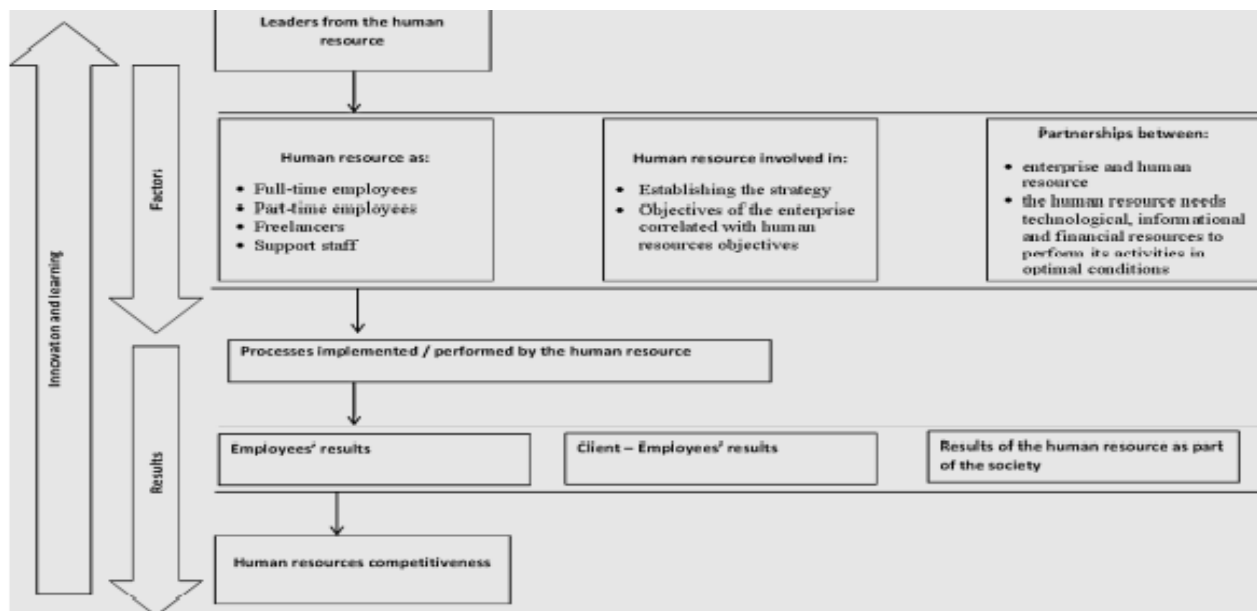 Leaders from the human
resource
Human resource as:
• Full-time employees
• Part-time employees
• Freelancers
• Support staff
Human resource involved in:
• Establishing the strategy
• Objectives of the enterprise
correlated with human
resources objectives
Partnerships between:
• enterprise and human
resource
• the human resource needs
technological, informational
and financial resources to
perform its activities in
optimal conditions
Processes implemented / performed by the human resource
Employees' results
Client – Employees' results
Results of the human resource as part
of the society
Human resources competitiveness
Innovation and learning
Factors
Results